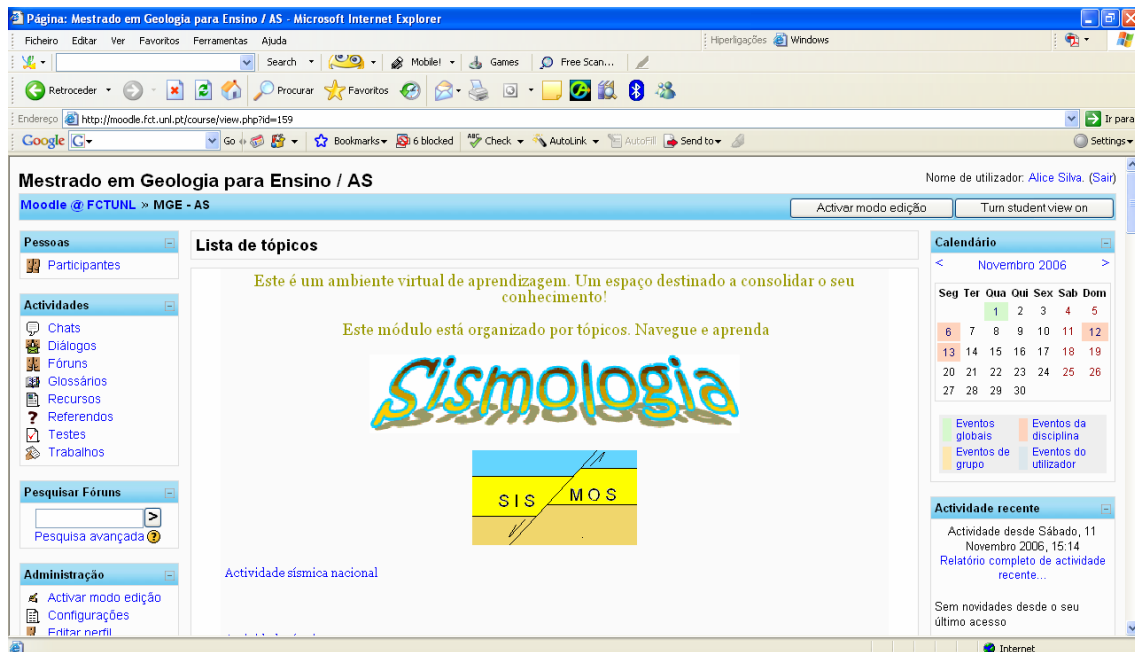 Página: Mestrado em Geologia para Ensino / AS - Microsoft Internet Explorer
Ficheiro Editar Ver Favoritos Ferramentas Ajuda Hiperligações Windows
Search Mobile! Games Free Scan...
Retroceder Procurar Favoritos
Endereço http://moodle.fct.unl.pt/course/view.php?id=159 Ir para
Google G Go Bookmarks 6 blocked ABC Check AutoLink AutoFill Send to Settings
Mestrado em Geologia para Ensino / AS
Nome de utilizador: Alice Silva. (Sair)
Moodle @ FCTUNL » MGE - AS
Activar modo edição
Turn student view on
Pessoas
Participantes
Actividades
Chats
Diálogos
Fóruns
Glossários
Recursos
Referendos
Testes
Trabalhos
Pesquisar Fóruns
>
Pesquisa avançada ?
Administração
Activar modo edição
Configurações
Editar perfil
Lista de tópicos
Este é um ambiente virtual de aprendizagem. Um espaço destinado a consolidar o seu
conhecimento!
Este módulo está organizado por tópicos. Navegue e aprenda
Sismologia
SIS MOS
Actividade sísmica nacional
Calendário
< Novembro 2006 >
Seg Ter Qua Qui Sex Sab Dom
1 2 3 4 5
6 7 8 9 10 11 12
13 14 15 16 17 18 19
20 21 22 23 24 25 26
27 28 29 30
Eventos globais
Eventos da disciplina
Eventos de grupo
Eventos do utilizador
Actividade recente
Actividade desde Sábado, 11
Novembro 2006, 15:14
Relatório completo de actividade
recente...
Sem novidades desde o seu
último acesso
Internet